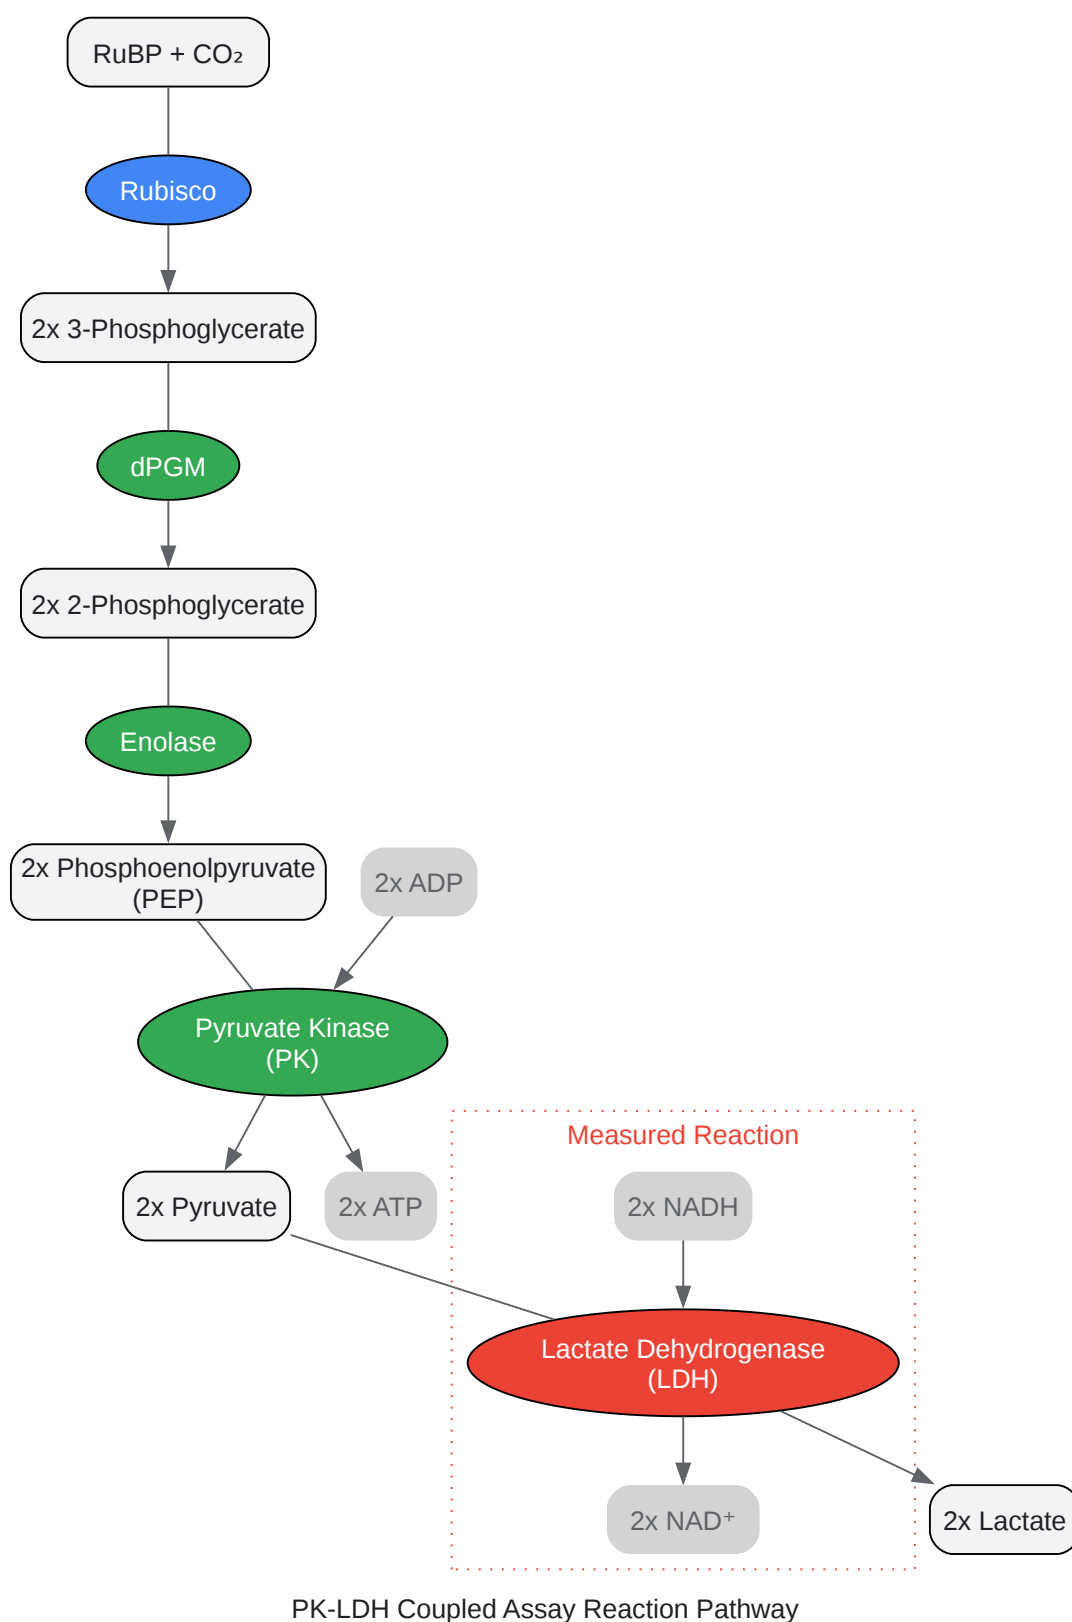 RuBP + CO₂
Rubisco
2x 3-Phosphoglycerate
dPGM
2x 2-Phosphoglycerate
Enolase
2x Phosphoenolpyruvate
(PEP)
2x ADP
Pyruvate Kinase
(PK)
Measured Reaction
2x Pyruvate
2x ATP
2x NADH
Lactate Dehydrogenase
(LDH)
2x NAD⁺
2x Lactate
PK-LDH Coupled Assay Reaction Pathway